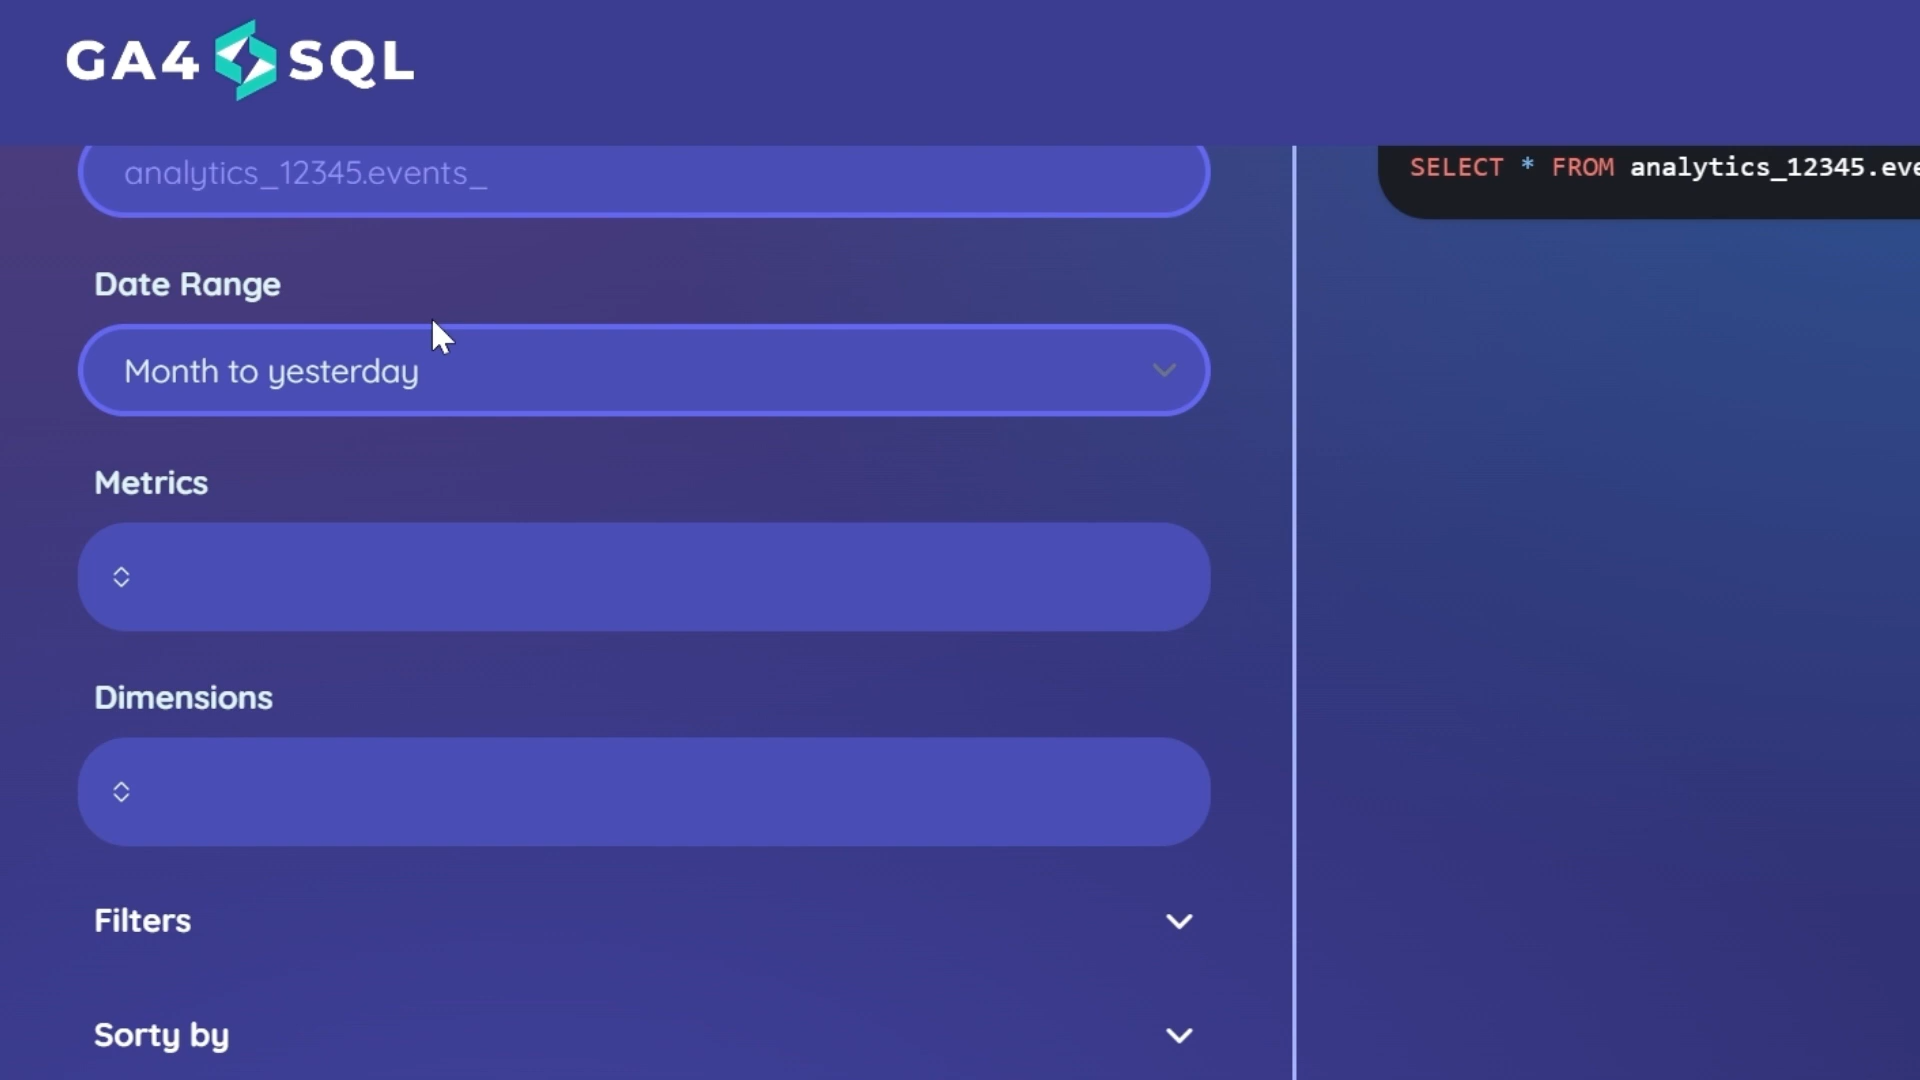 GA4 SQL
analytics_12345.events_
SELECT * FROM analytics_12345.eve
Date Range
Month to yesterday
Metrics
Dimensions
Filters
Sorty by